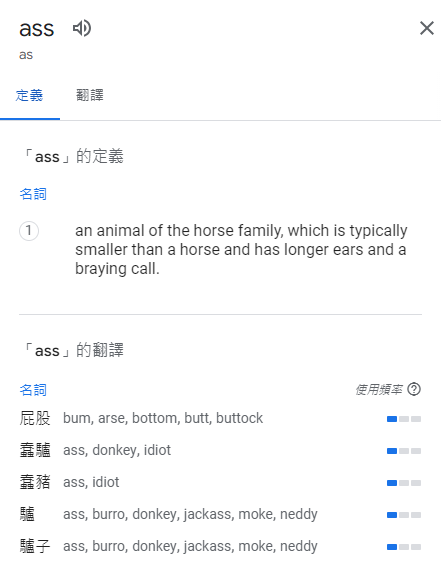 ass
as
定義 翻譯
「ass」的定義
名詞
1 an animal of the horse family, which is typically
smaller than a horse and has longer ears and a
braying call.
「ass」的翻譯
名詞 使用頻率
屁股 bum, arse, bottom, butt, buttock
蠢驢 ass, donkey, idiot
蠢豬 ass, idiot
驢 ass, burro, donkey, jackass, moke, neddy
驢子 ass, burro, donkey, jackass, moke, neddy